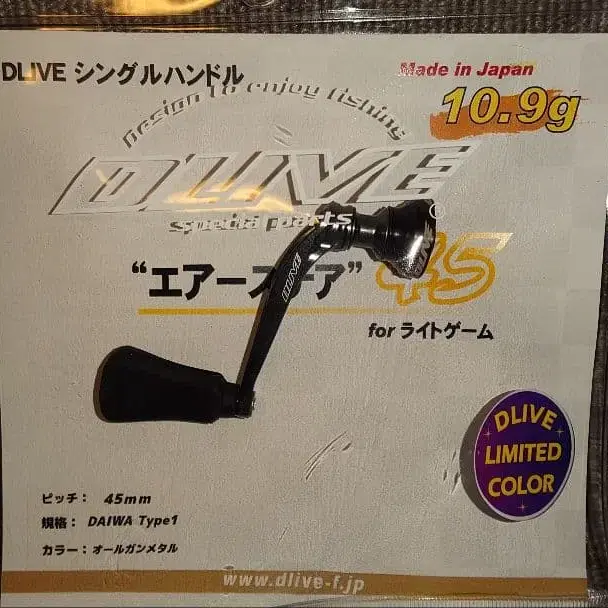 DLIVE シングルハンドル
Made in Japan
10.9g
Design to enjoy fishing
DLIVE
special parts
®
DLIVE
DLIVE
“エアーステア” 45
for ライトゲーム
DLIVE
LIMITED
COLOR
ピッチ： 45mm
規格： DAIWA Type1
カラー： オールガンメタル
www.dlive-f.jp